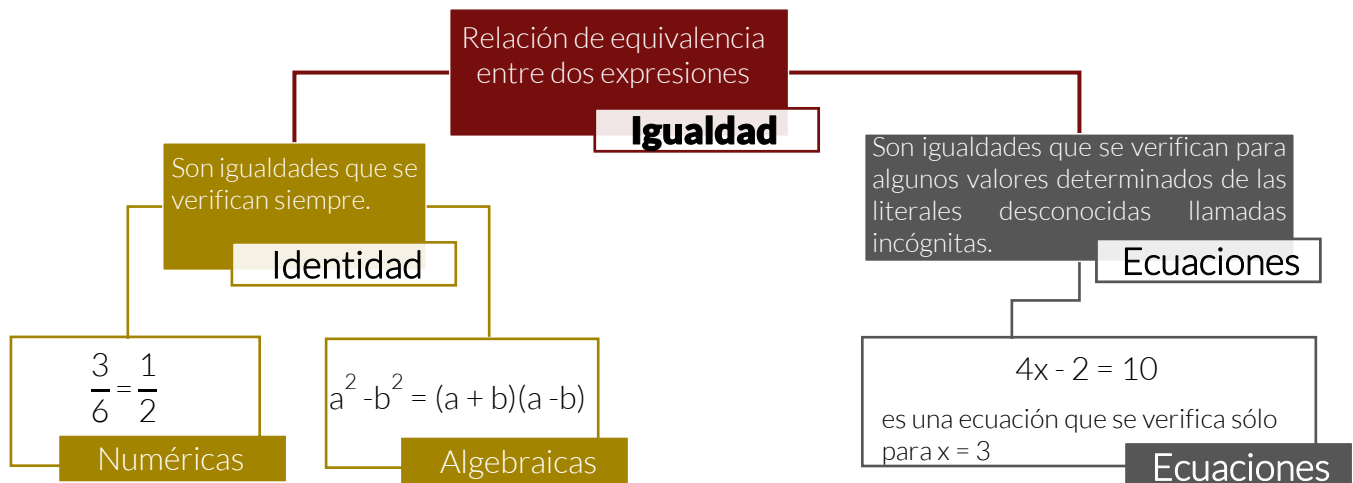 Relación de equivalencia
entre dos expresiones
Igualdad
Son igualdades que se
verifican siempre.
Identidad
3/6 = 1/2
Numéricas
a² -b² = (a + b)(a -b)
Algebraicas
Son igualdades que se verifican para
algunos valores determinados de las
literales desconocidas llamadas
incógnitas.
Ecuaciones
4x - 2 = 10
es una ecuación que se verifica sólo
para x = 3
Ecuaciones